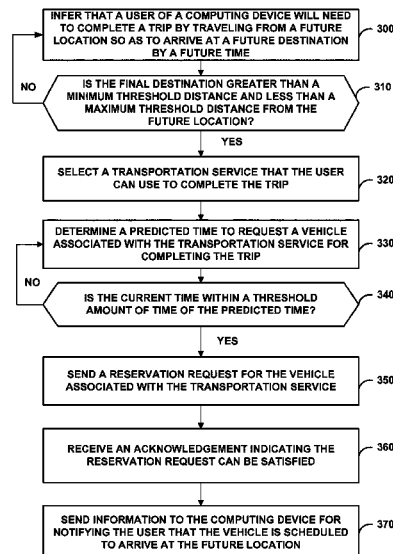 INFER THAT A USER OF A COMPUTING DEVICE WILL NEED
TO COMPLETE A TRIP BY TRAVELING FROM A FUTURE
LOCATION SO AS TO ARRIVE AT A FUTURE DESTINATION
BY A FUTURE TIME
300
NO
IS THE FINAL DESTINATION GREATER THAN A
MINIMUM THRESHOLD DISTANCE AND LESS THAN A
MAXIMUM THRESHOLD DISTANCE FROM THE
FUTURE LOCATION?
310
YES
SELECT A TRANSPORTATION SERVICE THAT THE USER
CAN USE TO COMPLETE THE TRIP
320
DETERMINE A PREDICTED TIME TO REQUEST A VEHICLE
ASSOCIATED WITH THE TRANSPORTATION SERVICE FOR
COMPLETING THE TRIP
330
NO
IS THE CURRENT TIME WITHIN A THRESHOLD
AMOUNT OF TIME OF THE PREDICTED TIME?
340
YES
SEND A RESERVATION REQUEST FOR THE VEHICLE
ASSOCIATED WITH THE TRANSPORTATION SERVICE
350
RECEIVE AN ACKNOWLEDGEMENT INDICATING THE
RESERVATION REQUEST CAN BE SATISFIED
360
SEND INFORMATION TO THE COMPUTING DEVICE FOR
NOTIFYING THE USER THAT THE VEHICLE IS SCHEDULED
TO ARRIVE AT THE FUTURE LOCATION
370